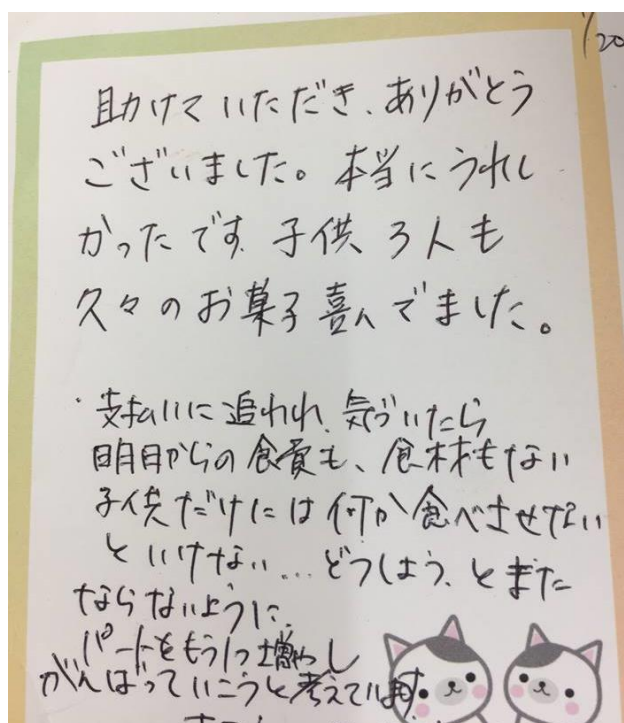 1/20
助けていただき、ありがとう
ございました。本当にうれし
かったです。子供3人も
久々のお菓子喜んでました。
・支払いに追われ、気づいたら
明日からの食費も、食材もない
子供だけには何か食べさせない
といけない…どうしよう、とまた
ならないように、
パートをもう1つ増やし
がんばっていこうと考えています